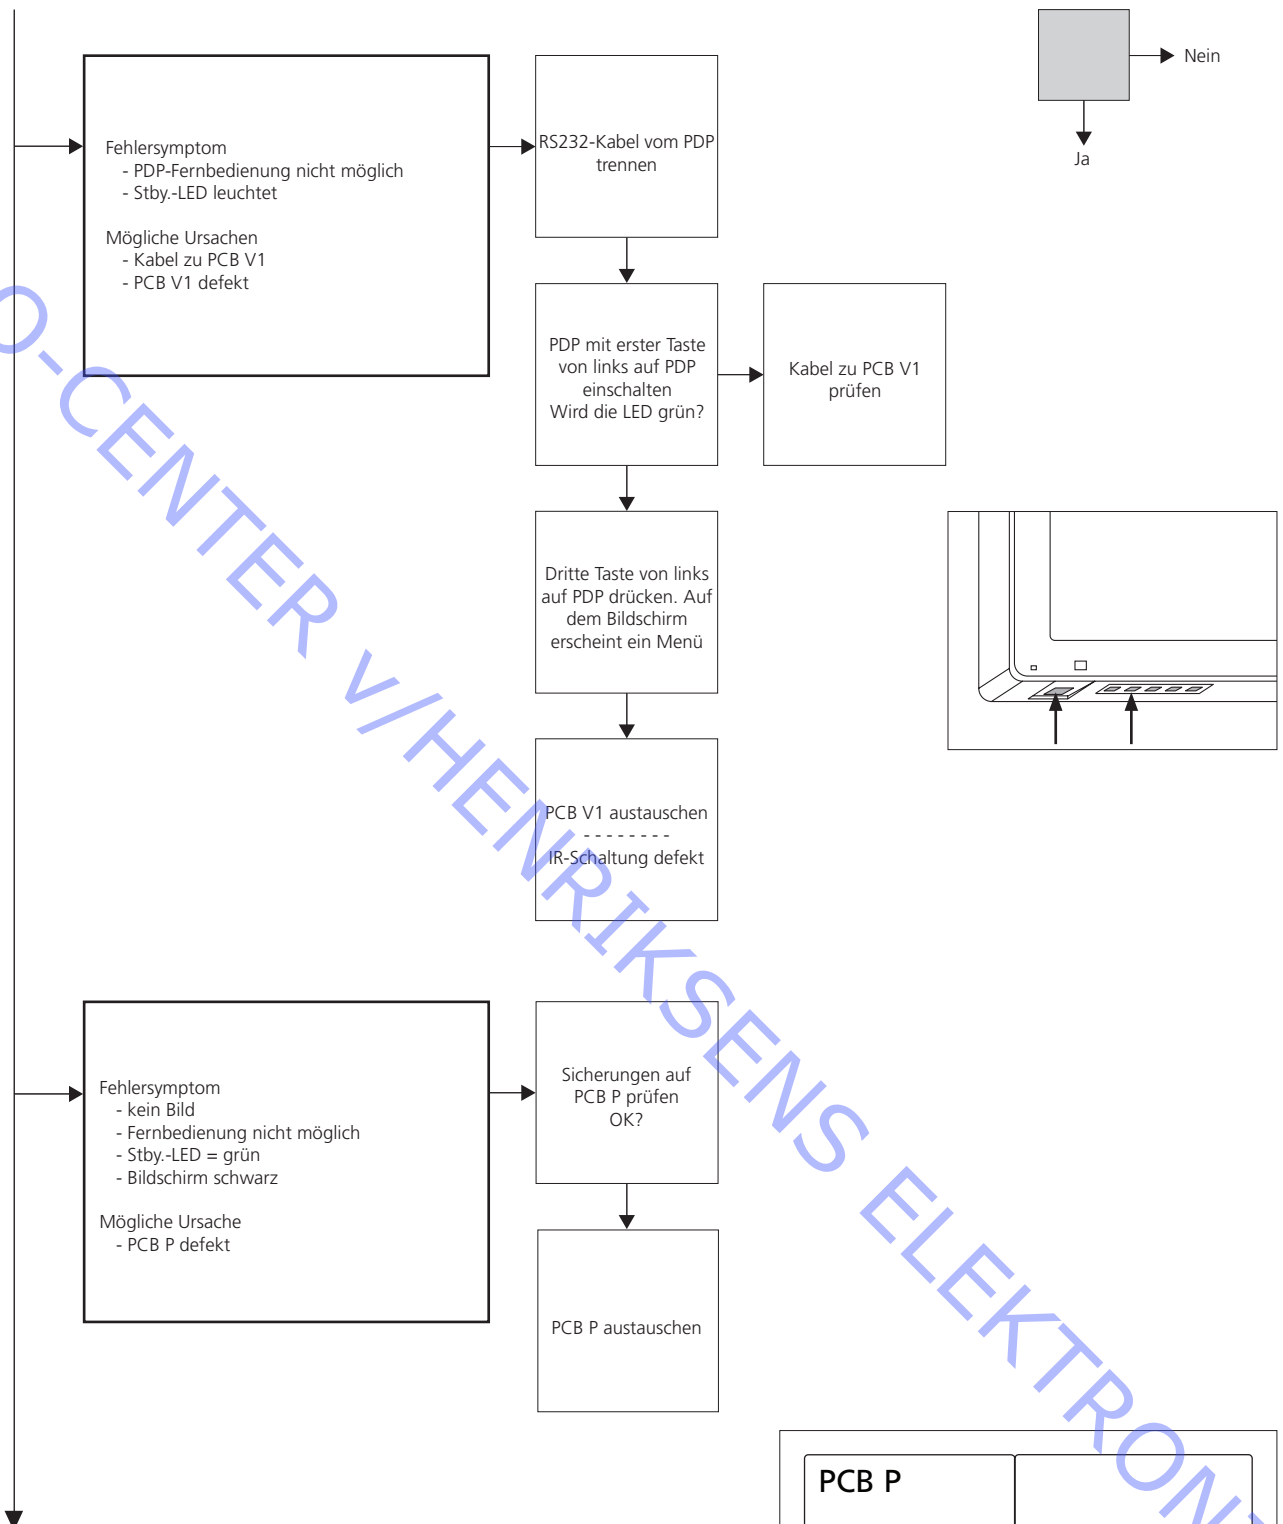 Nein
Ja
Fehlersymptom
- PDP-Fernbedienung nicht möglich
- Stby.-LED leuchtet
Mögliche Ursachen
- Kabel zu PCB V1
- PCB V1 defekt
RS232-Kabel vom PDP
trennen
PDP mit erster Taste
von links auf PDP
einschalten
Wird die LED grün?
Kabel zu PCB V1
prüfen
Dritte Taste von links
auf PDP drücken. Auf
dem Bildschirm
erscheint ein Menü
PCB V1 austauschen
- - - - - - - -
IR-Schaltung defekt
Fehlersymptom
- kein Bild
- Fernbedienung nicht möglich
- Stby.-LED = grün
- Bildschirm schwarz
Mögliche Ursache
- PCB P defekt
Sicherungen auf
PCB P prüfen
OK?
PCB P austauschen
PCB P
O-CENTER v/HENRIKSENS ELEKTRON